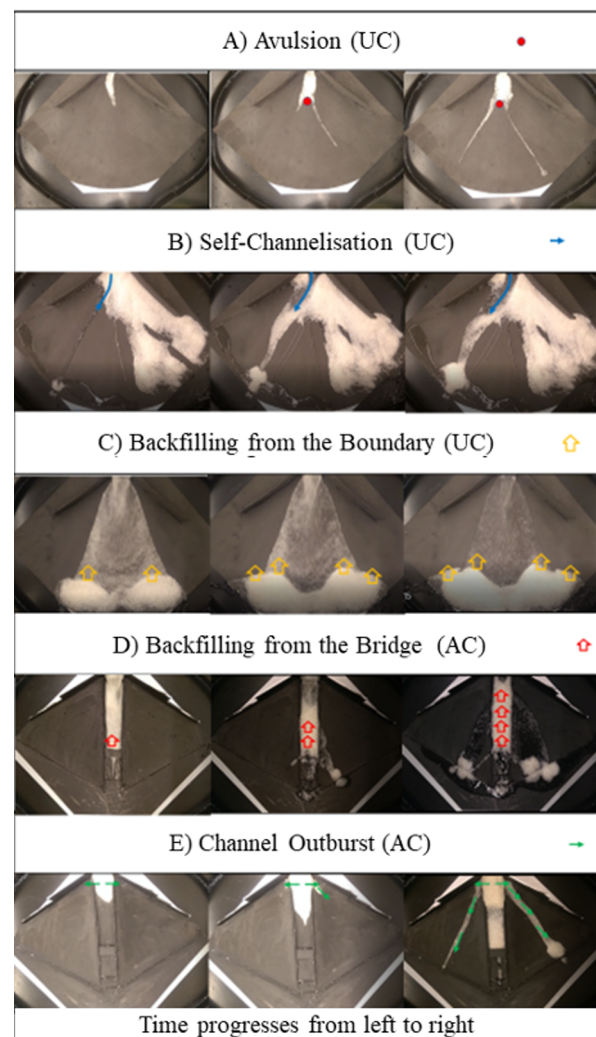 A) Avulsion (UC)
B) Self-Channelisation (UC)
C) Backfilling from the Boundary (UC)
D) Backfilling from the Bridge (AC)
E) Channel Outburst (AC)
Time progresses from left to right